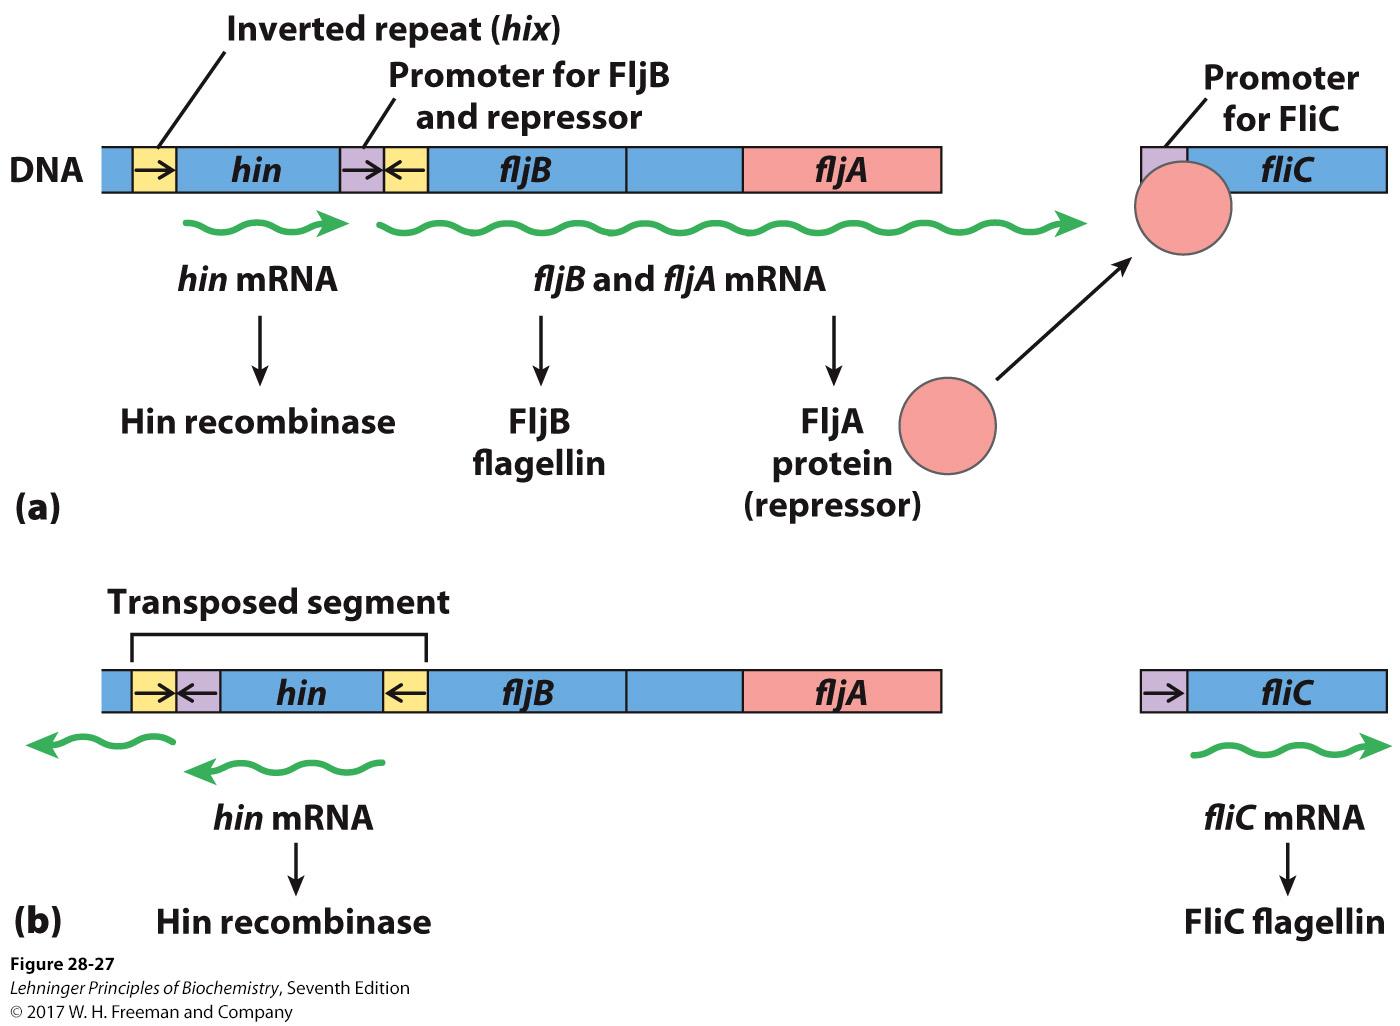 Inverted repeat (hix)
Promoter for FljB
and repressor
Promoter
for FliC
DNA
hin
fljB
fljA
fliC
hin mRNA
fljB and fljA mRNA
Hin recombinase
FljB
flagellin
FljA
protein
(repressor)
(a)
Transposed segment
hin
fljB
fljA
fliC
hin mRNA
fliC mRNA
(b)
Hin recombinase
FliC flagellin
Figure 28-27
Lehninger Principles of Biochemistry, Seventh Edition
© 2017 W. H. Freeman and Company